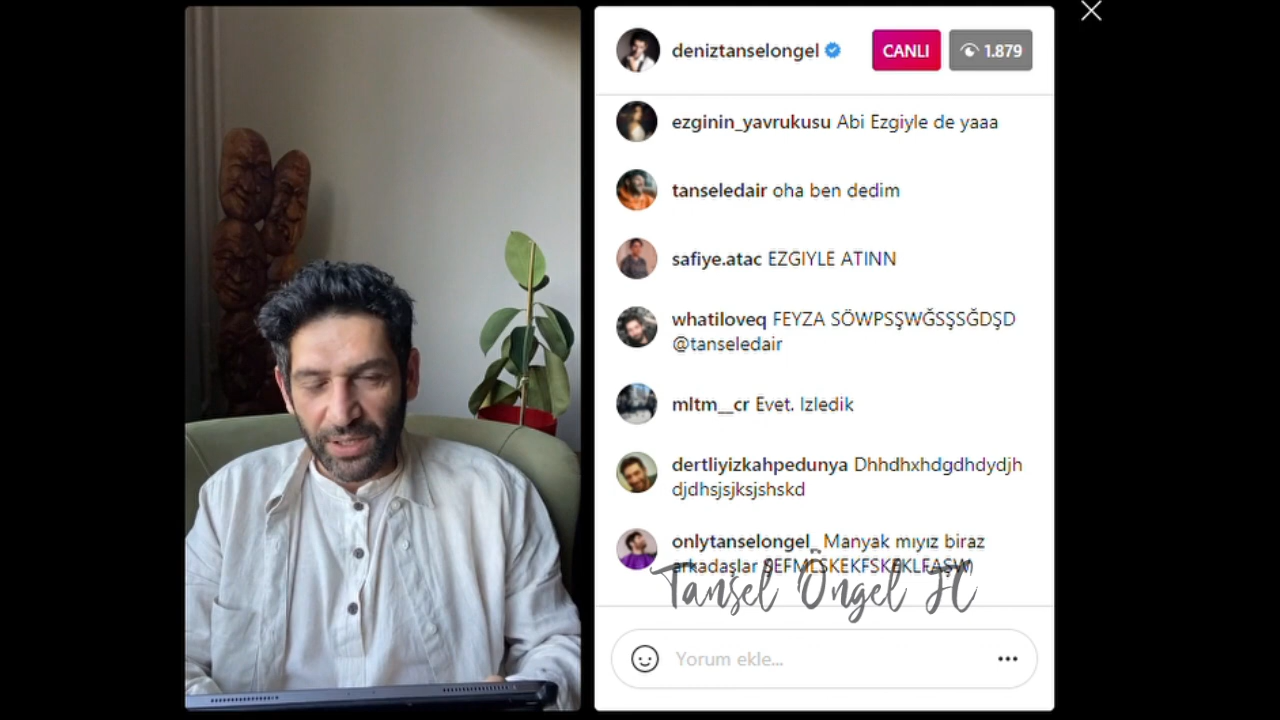 deniztanselongel
CANLI
1.879
ezginin_yavrukusu Abi Ezgiyle de yaaa
tanseledair oha ben dedim
safiye.atac EZGIYLE ATINN
whatiloveq FEYZA SÖWPSŞWĞSŞSĞDŞD
@tanseledair
mltm__cr Evet. Izledik
dertliyizkahpedunya Dhhdhxhdgdhdydjh
djdhsjsjksjshskd
onlytanselongel_ Manyak mıyız biraz
arkadaşlar SEFMLSKEKFSKEKLFAŞW)
Tansel Öngel FC
Yorum ekle...